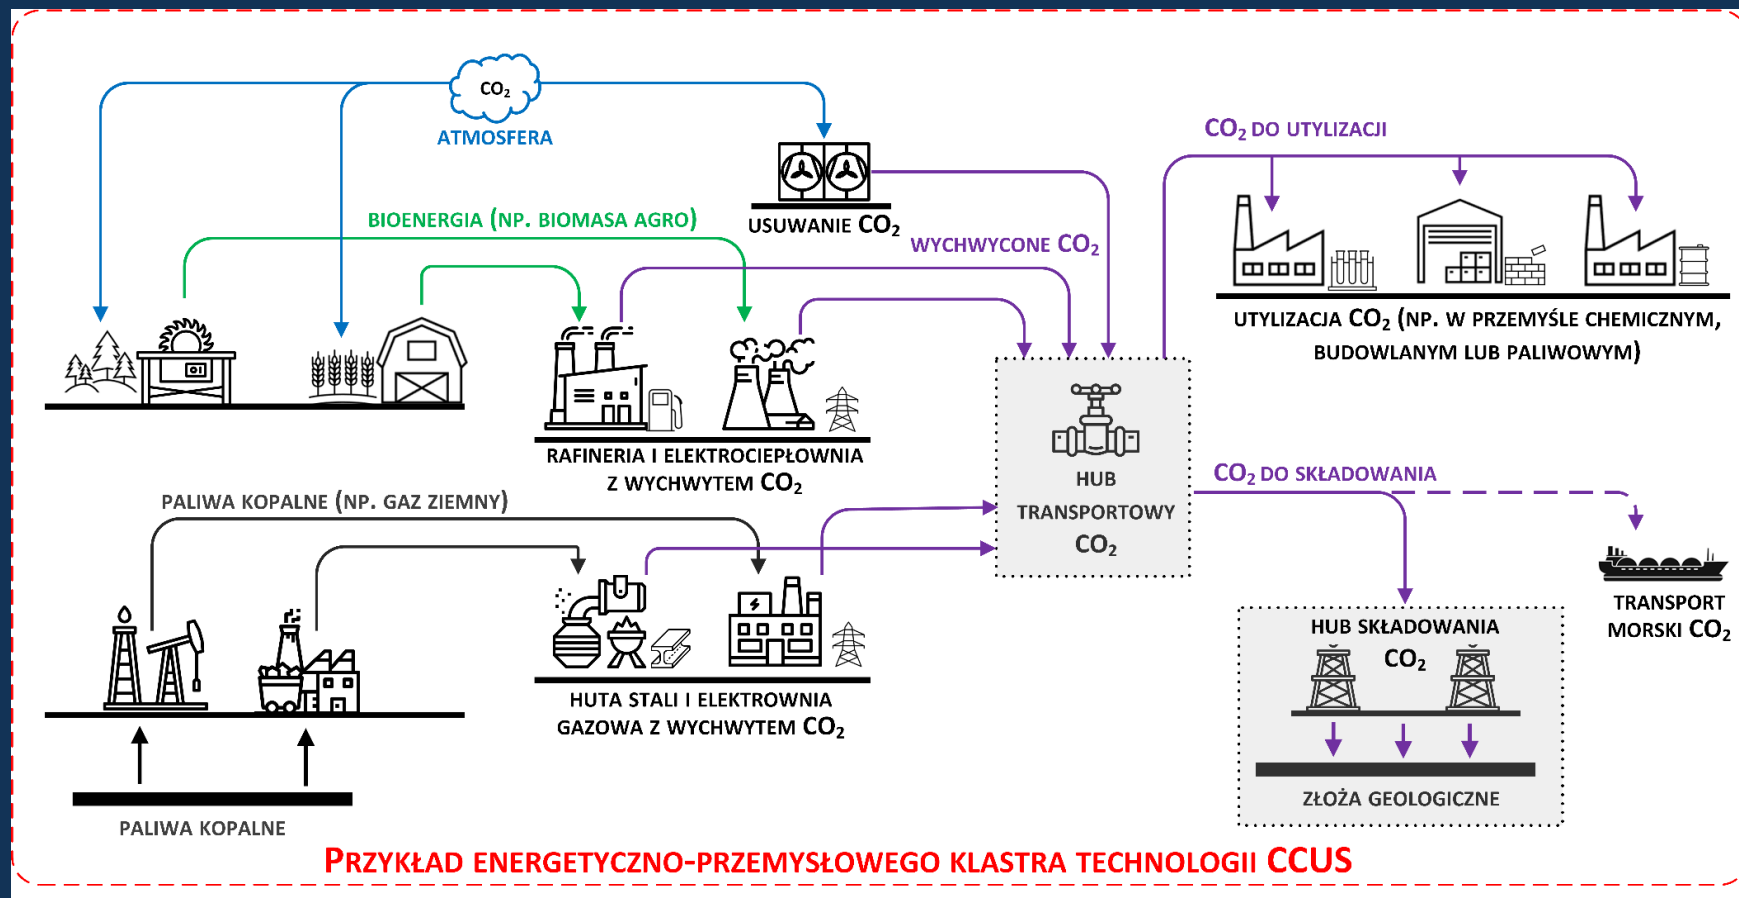 CO₂
ATMOSFERA
CO₂ DO UTYLIZACJI
BIOENERGIA (NP. BIOMASA AGRO)
USUWANIE CO₂
WYCHWYCONE CO₂
UTYLIZACJA CO₂ (NP. W PRZEMYŚLE CHEMICZNYM,
BUDOWLANYM LUB PALIWOWYM)
RAFINERIA I ELEKTROCIEPŁOWNIA
Z WYCHWYTEM CO₂
HUB
TRANSPORTOWY
CO₂
CO₂ DO SKŁADOWANIA
PALIWA KOPALNE (NP. GAZ ZIEMNY)
TRANSPORT
MORSKI CO₂
HUB SKŁADOWANIA
CO₂
HUTA STALI I ELEKTROWNIA
GAZOWA Z WYCHWYTEM CO₂
ZŁOŻA GEOLOGICZNE
PALIWA KOPALNE
PRZYKŁAD ENERGETYCZNO-PRZEMYSŁOWEGO KLASTRA TECHNOLOGII CCUS